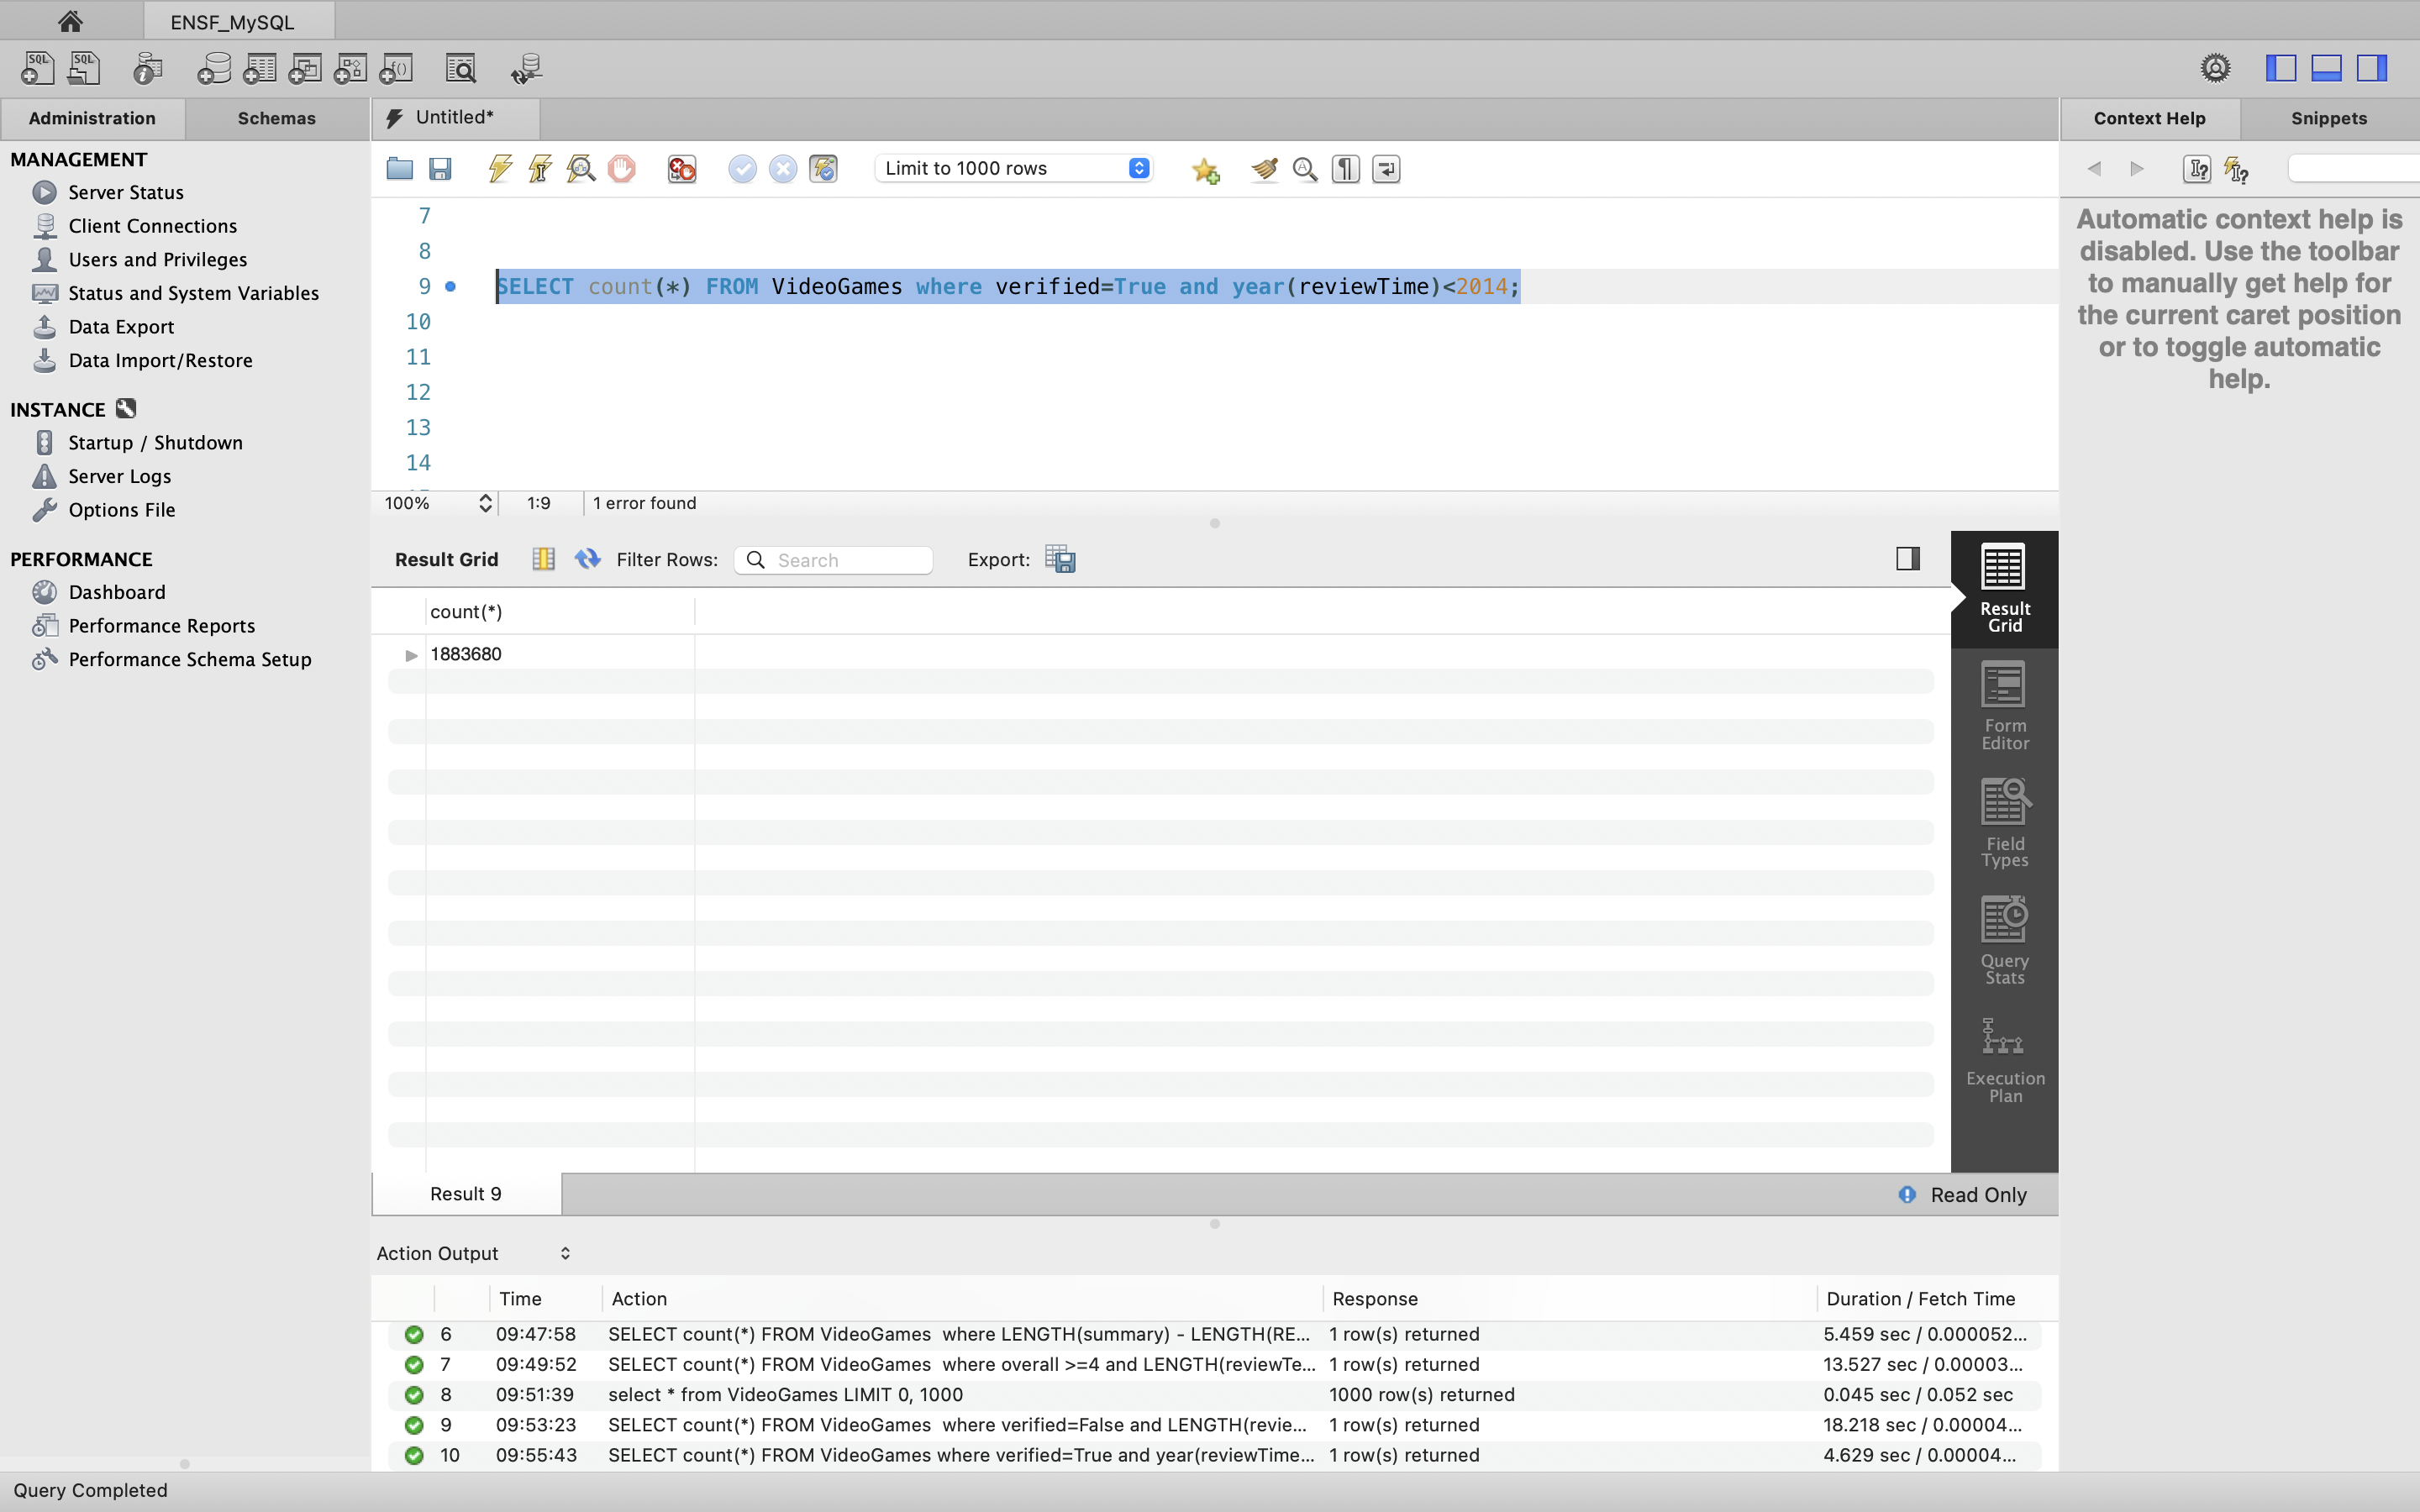 ENSF_MySQL
SQL SQL
Administration Schemas
Untitled*
Context Help Snippets
MANAGEMENT
Server Status
Client Connections
Users and Privileges
Status and System Variables
Data Export
Data Import/Restore
INSTANCE
Startup / Shutdown
Server Logs
Options File
PERFORMANCE
Dashboard
Performance Reports
Performance Schema Setup
Limit to 1000 rows
7
8
9 SELECT count(*) FROM VideoGames where verified=True and year(reviewTime)<2014;
10
11
12
13
14
100% 1:9 1 error found
Automatic context help is
disabled. Use the toolbar
to manually get help for
the current caret position
or to toggle automatic
help.
Result Grid Filter Rows: Search Export:
count(*)
1883680
Result
Grid
Form
Editor
Field
Types
Query
Stats
Execution
Plan
Result 9 Read Only
Action Output
Time Action Response Duration / Fetch Time
6 09:47:58 SELECT count(*) FROM VideoGames  where LENGTH(summary) - LENGTH(RE... 1 row(s) returned 5.459 sec / 0.000052...
7 09:49:52 SELECT count(*) FROM VideoGames  where overall >=4 and LENGTH(reviewTe... 1 row(s) returned 13.527 sec / 0.00003...
8 09:51:39 select * from VideoGames LIMIT 0, 1000 1000 row(s) returned 0.045 sec / 0.052 sec
9 09:53:23 SELECT count(*) FROM VideoGames  where verified=False and LENGTH(revie... 1 row(s) returned 18.218 sec / 0.00004...
10 09:55:43 SELECT count(*) FROM VideoGames where verified=True and year(reviewTime... 1 row(s) returned 4.629 sec / 0.00004...
Query Completed